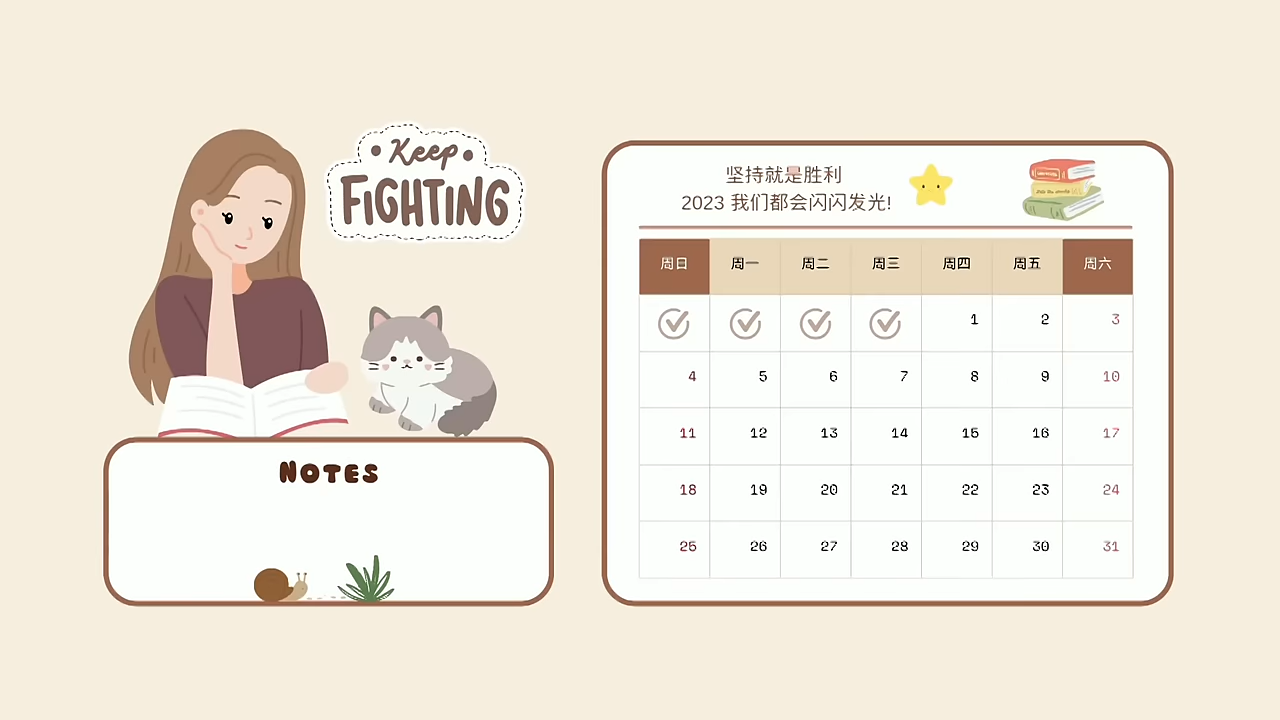 Keep
FIGHTING
坚持就是胜利
2023 我们都会闪闪发光!
周日 周一 周二 周三 周四 周五 周六
1 2 3
4 5 6 7 8 9 10
11 12 13 14 15 16 17
18 19 20 21 22 23 24
25 26 27 28 29 30 31
NOTES